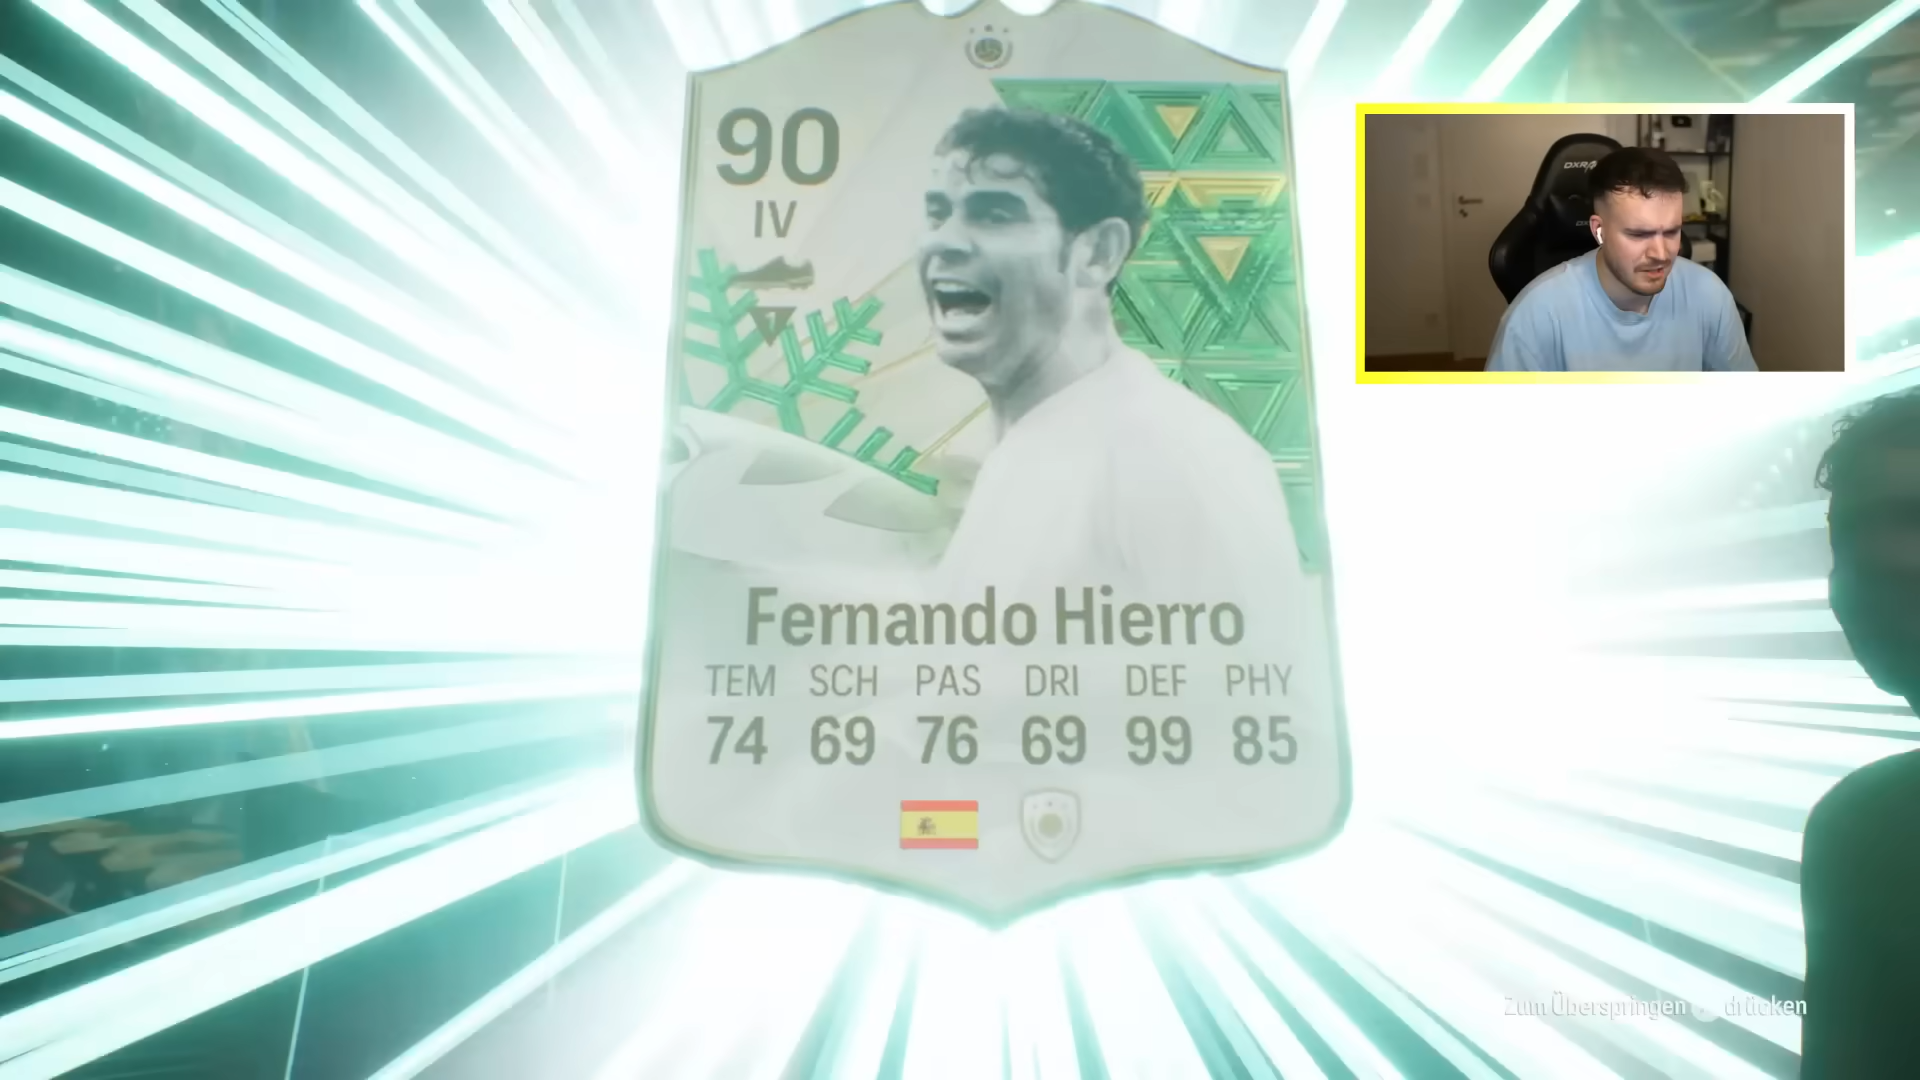 90
IV
Fernando Hierro
TEM SCH PAS DRI DEF PHY
74 69 76 69 99 85
DXR
Zum Überspringen drücken